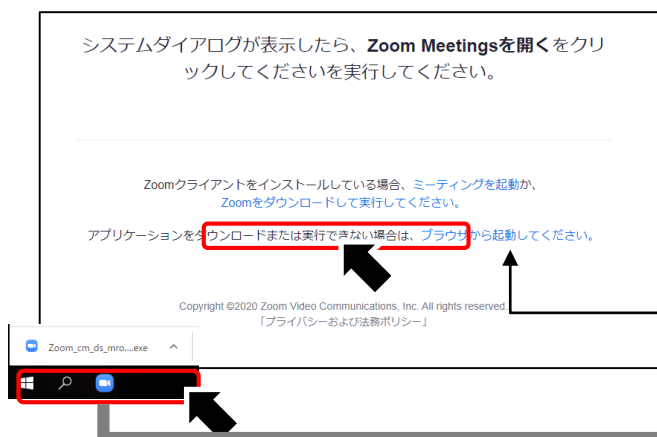 システムダイアログが表示したら、Zoom Meetingsを開くをクリ
ックしてくださいを実行してください。
Zoomクライアントをインストールしている場合、ミーティングを起動か、
Zoomをダウンロードして実行してください。
アプリケーションをダウンロードまたは実行できない場合は、ブラウザから起動してください。
Copyright ©2020 Zoom Video Communications, Inc. All rights reserved.
「プライバシーおよび法務ポリシー」
Zoom_cm_ds_mro....exe